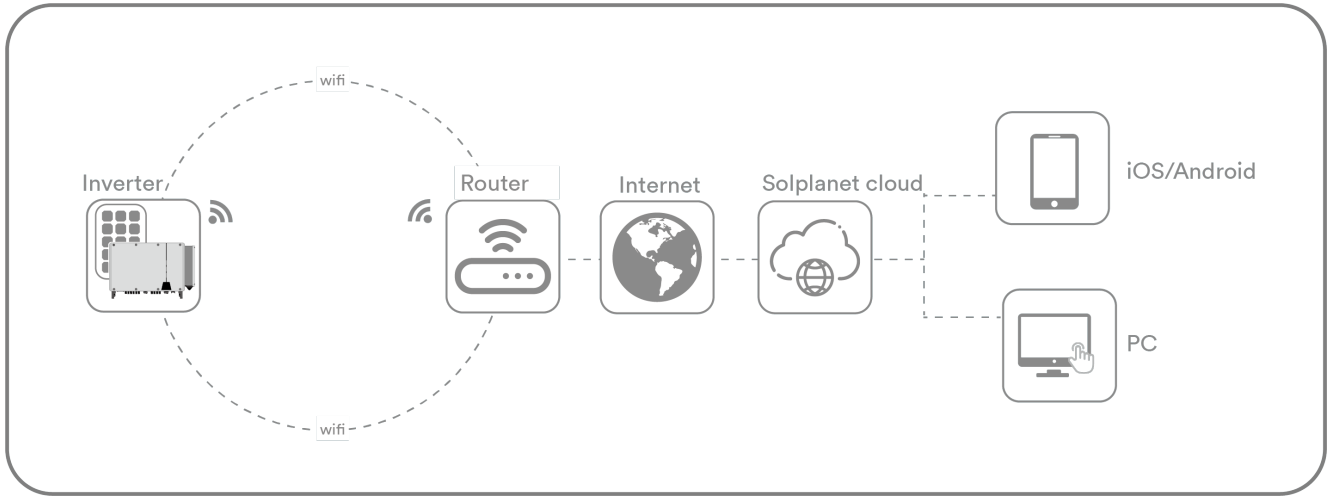 wifi
Inverter
Router
Internet
Solplanet cloud
iOS/Android
PC
wifi